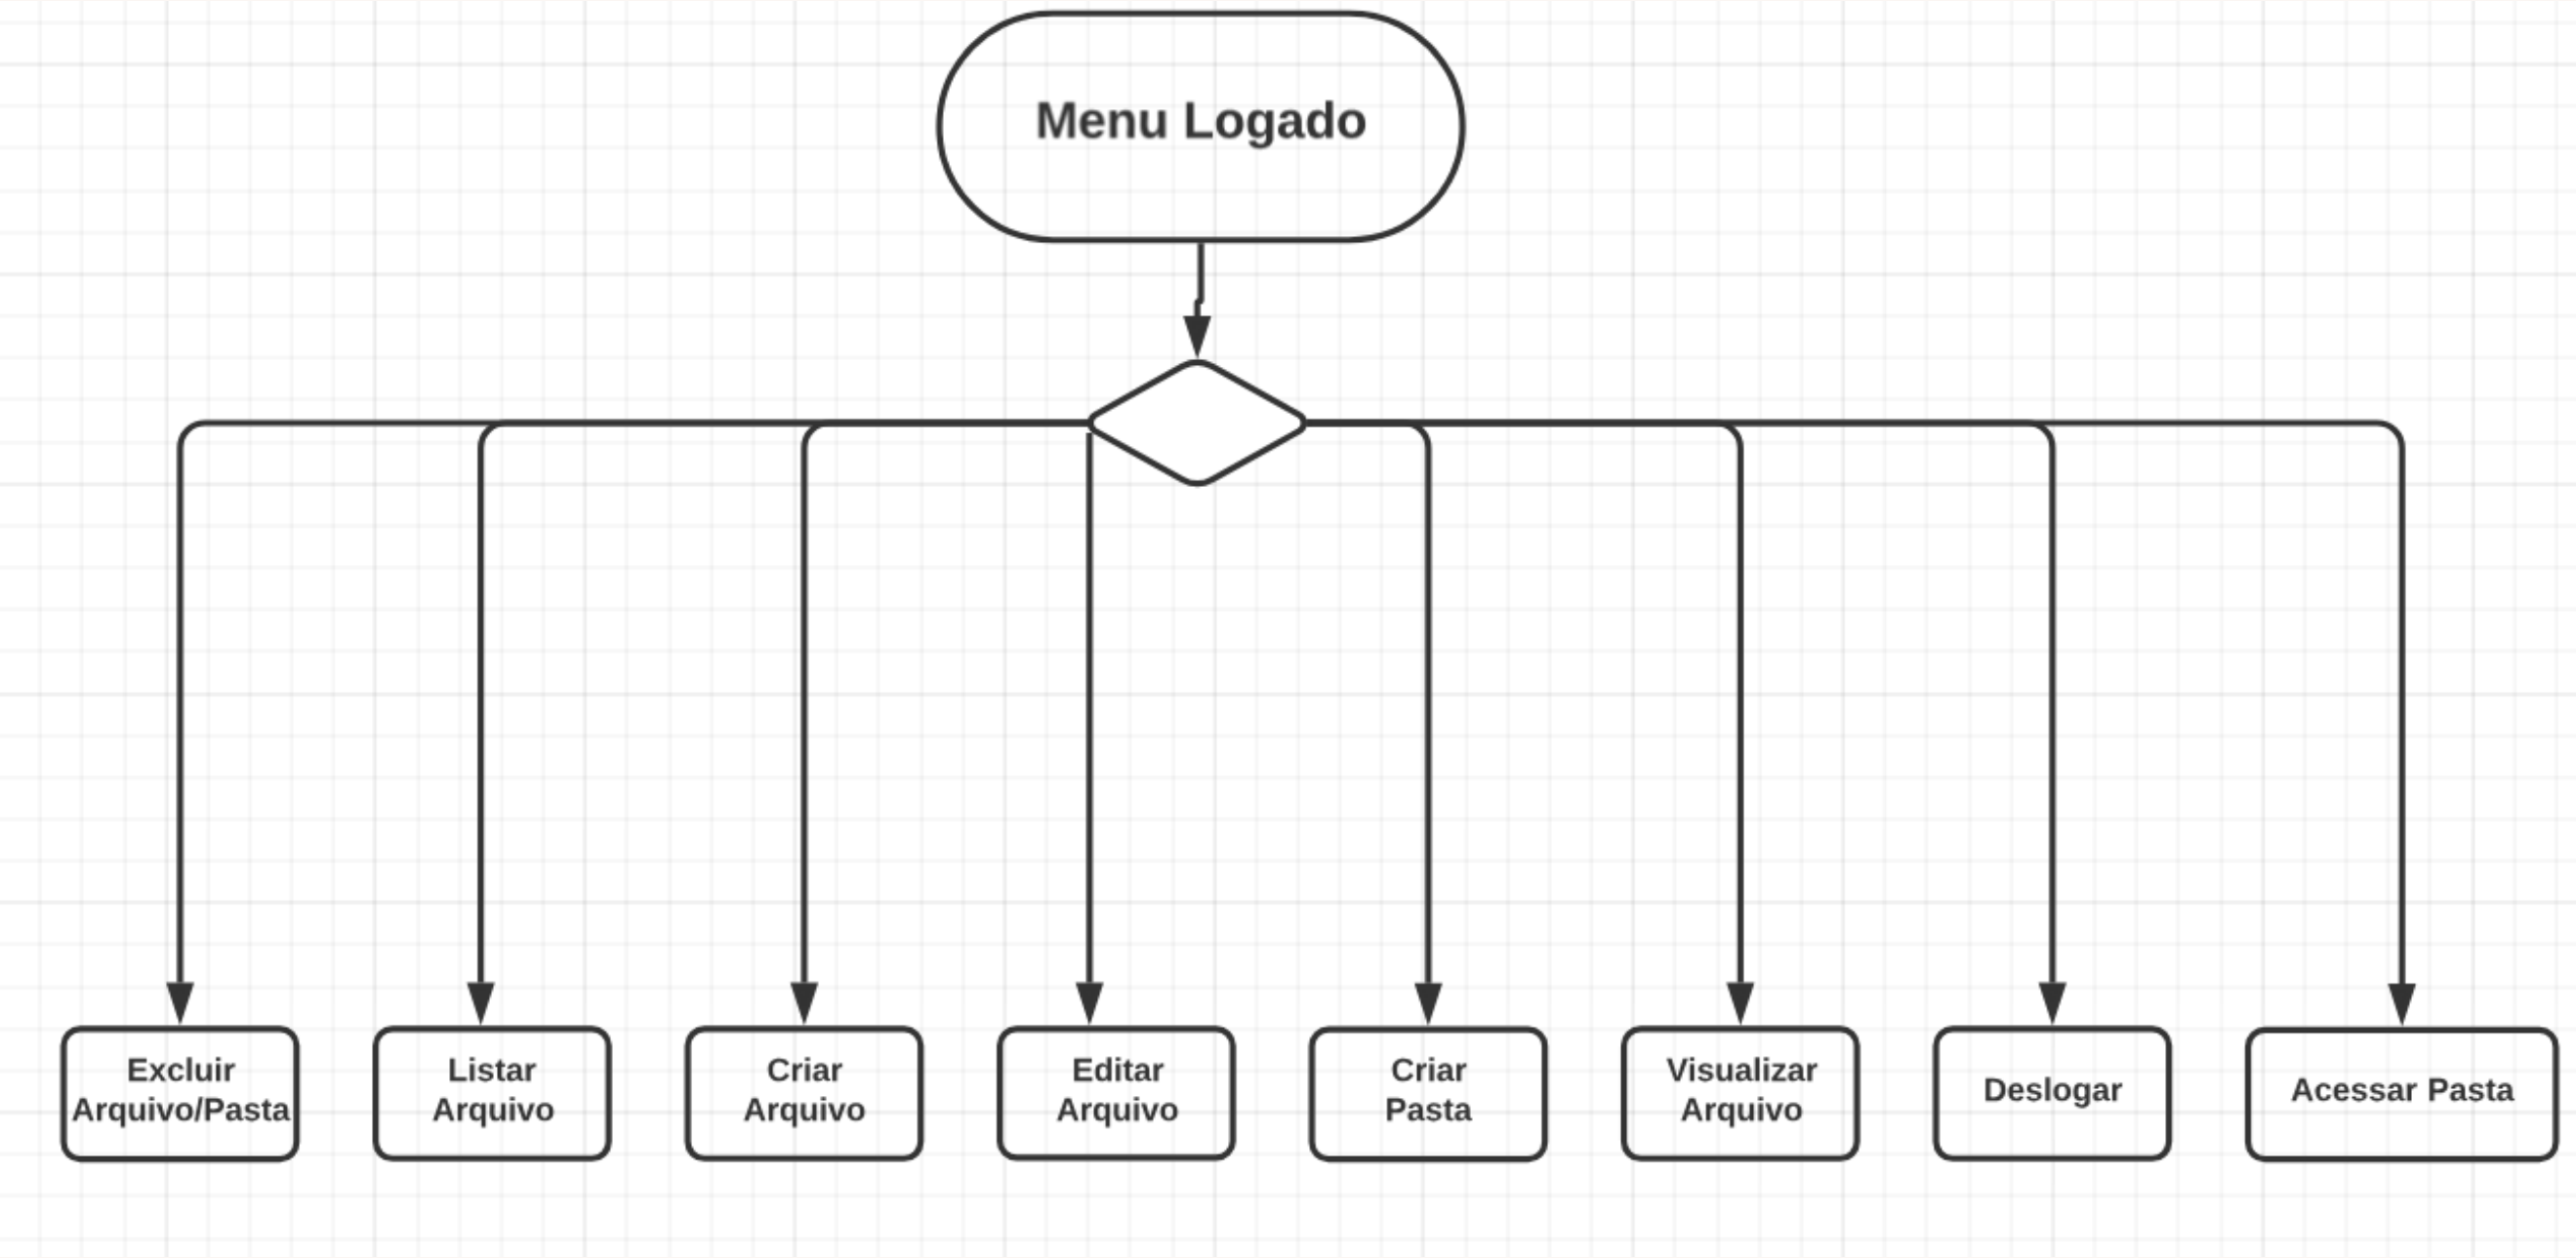 Menu Logado
Excluir
Arquivo/Pasta
Listar
Arquivo
Criar
Arquivo
Editar
Arquivo
Criar
Pasta
Visualizar
Arquivo
Deslogar
Acessar Pasta